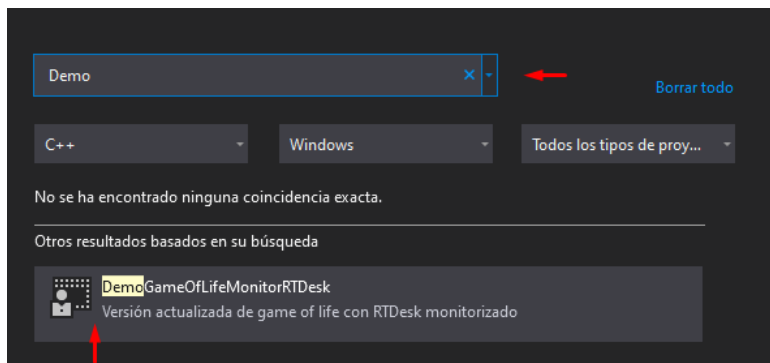 Demo
Borrar todo
C++ Windows Todos los tipos de proy...
No se ha encontrado ninguna coincidencia exacta.
Otros resultados basados en su búsqueda
DemoGameOfLifeMonitorRTDesk
Versión actualizada de game of life con RTDesk monitorizado